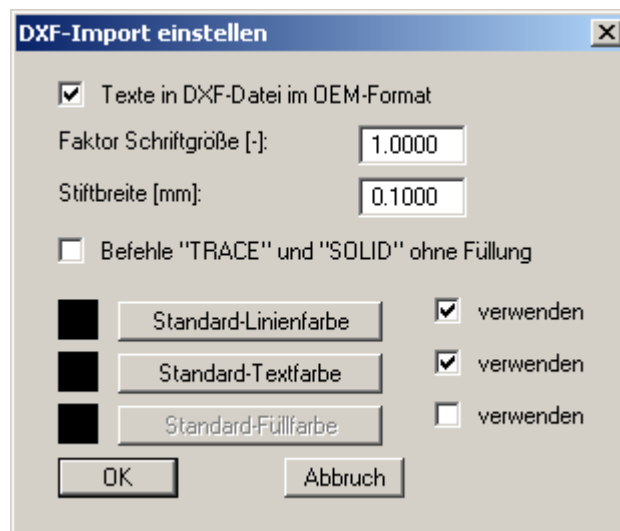 DXF-Import einstellen
Texte in DXF-Datei im OEM-Format
Faktor Schriftgröße [-]: 1.0000
Stiftbreite [mm]: 0.1000
Befehle "TRACE" und "SOLID" ohne Füllung
Standard-Linienfarbe verwenden
Standard-Textfarbe verwenden
Standard-Füllfarbe verwenden
OK Abbruch